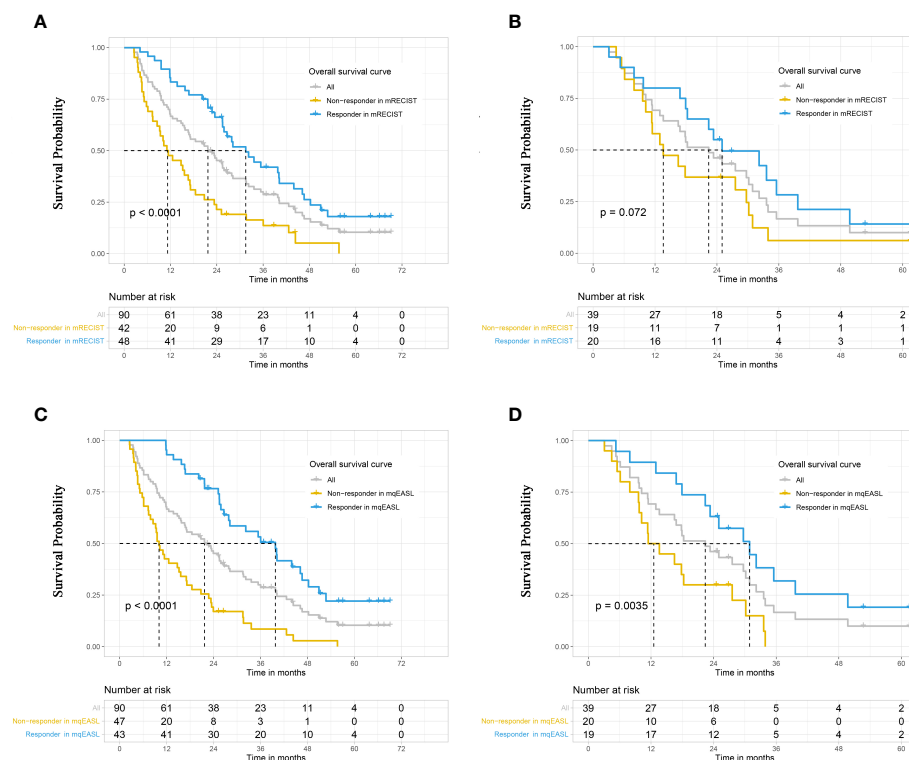 A
Survival Probability
1.00
0.75
0.50
0.25
0.00
Overall survival curve
All
Non-responder in mRECIST
Responder in mRECIST
p < 0.0001
0 12 24 36 48 60 72
Time in months
Number at risk
All 90 61 38 23 11 4 0
Non-responder in mRECIST 42 20 9 6 1 0 0
Responder in mRECIST 48 41 29 17 10 4 0
0 12 24 36 48 60 72
Time in months
B
Survival Probability
1.00
0.75
0.50
0.25
0.00
Overall survival curve
All
Non-responder in mRECIST
Responder in mRECIST
p = 0.072
0 12 24 36 48 60
Time in months
Number at risk
All 39 27 18 5 4 2
Non-responder in mRECIST 19 11 7 1 1 1
Responder in mRECIST 20 16 11 4 3 1
0 12 24 36 48 60
Time in months
C
Survival Probability
1.00
0.75
0.50
0.25
0.00
Overall survival curve
All
Non-responder in mqEASL
Responder in mqEASL
p < 0.0001
0 12 24 36 48 60 72
Time in months
Number at risk
All 90 61 38 23 11 4 0
Non-responder in mqEASL 47 20 8 3 1 0 0
Responder in mqEASL 43 41 30 20 10 4 0
0 12 24 36 48 60 72
Time in months
D
Survival Probability
1.00
0.75
0.50
0.25
0.00
Overall survival curve
All
Non-responder in mqEASL
Responder in mqEASL
p = 0.0035
0 12 24 36 48 60
Time in months
Number at risk
All 39 27 18 5 4 2
Non-responder in mqEASL 20 10 6 0 0 0
Responder in mqEASL 19 17 12 5 4 2
0 12 24 36 48 60
Time in months